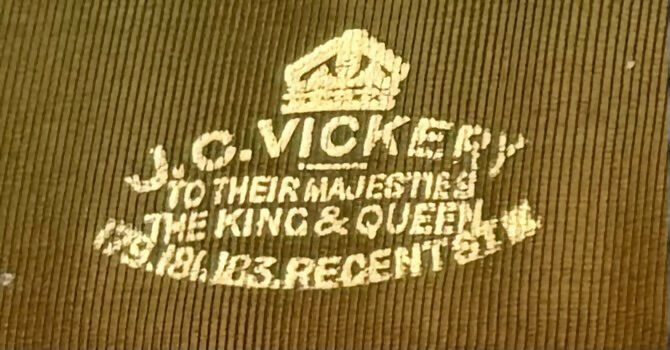 J.C. VICKERY
TO THEIR MAJESTIES
THE KING & QUEEN
179.181.183.REGENT ST W.